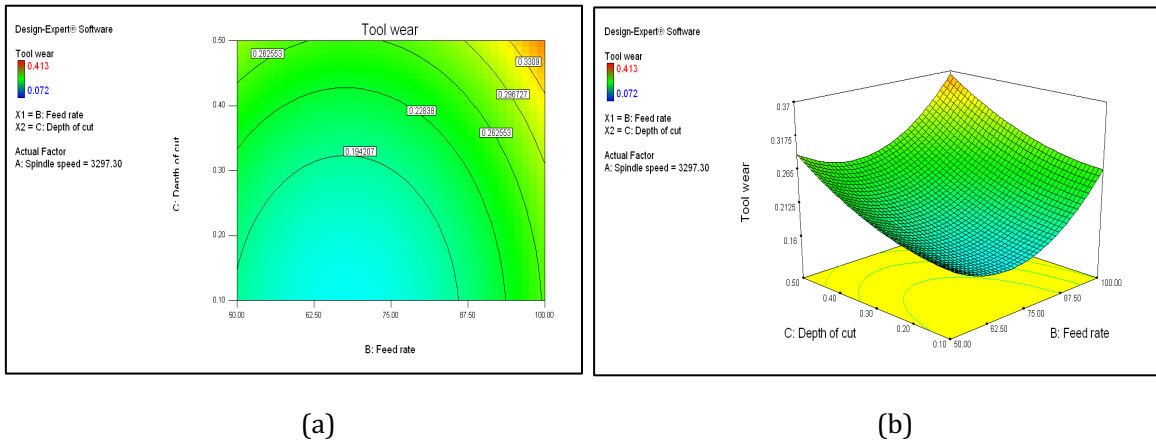 Design-Expert® Software
Tool wear
0.413
0.072
X1 = B: Feed rate
X2 = C: Depth of cut
Actual Factor
A: Spindle speed = 3297.30
Tool wear
0.50
0.40
0.30
0.20
0.10
C: Depth of cut
0.262553
0.3309
0.296727
0.22838
0.262553
0.194207
50.00
62.50
75.00
87.50
100.00
B: Feed rate
(a)
Design-Expert® Software
Tool wear
0.413
0.072
X1 = B: Feed rate
X2 = C: Depth of cut
Actual Factor
A: Spindle speed = 3297.30
0.37
0.3175
0.265
0.2125
0.16
Tool wear
0.50
0.40
0.30
0.20
0.10
C: Depth of cut
50.00
62.50
75.00
87.50
100.00
B: Feed rate
(b)